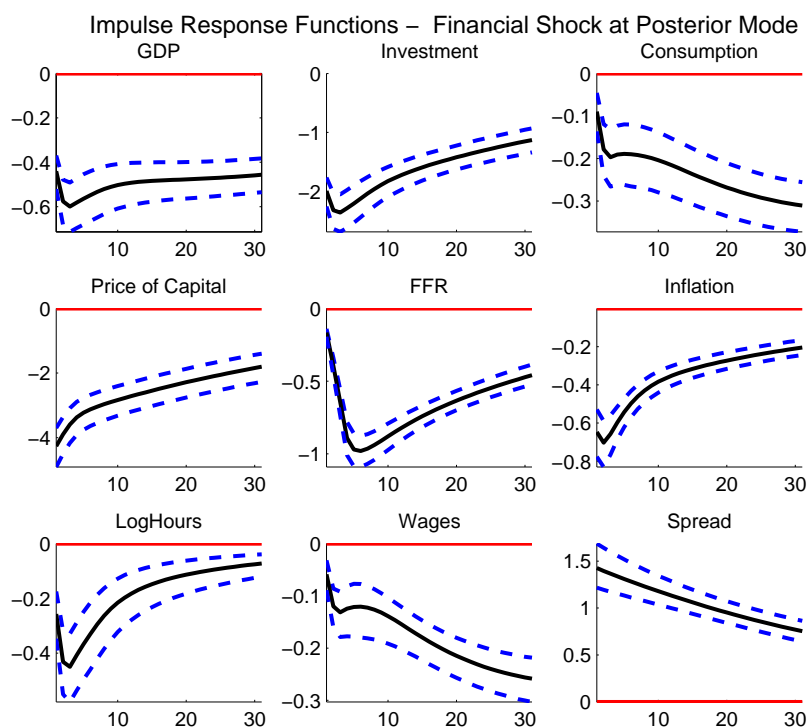 Impulse Response Functions – Financial Shock at Posterior Mode
GDP
Investment
Consumption
0
−0.2
−0.4
−0.6
10 20 30
0
−1
−2
10 20 30
0
−0.1
−0.2
−0.3
10 20 30
Price of Capital
FFR
Inflation
0
−2
−4
10 20 30
0
−0.5
−1
10 20 30
0
−0.2
−0.4
−0.6
−0.8
10 20 30
LogHours
Wages
Spread
0
−0.2
−0.4
10 20 30
0
−0.1
−0.2
−0.3
10 20 30
1.5
1
0.5
0
10 20 30